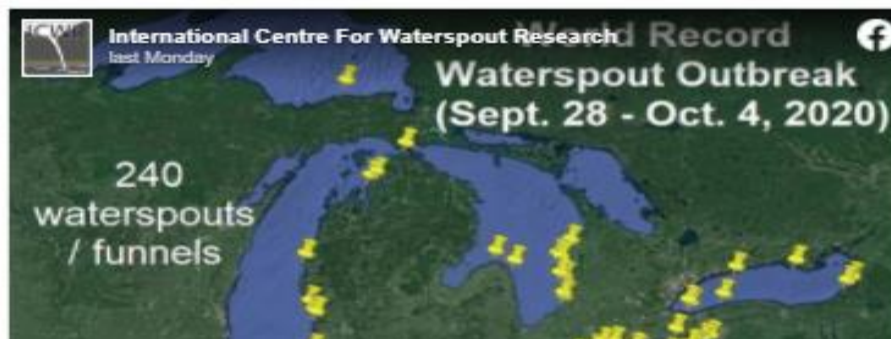 International Centre For Waterspout Research
last Monday
World Record
Waterspout Outbreak
(Sept. 28 - Oct. 4, 2020)
240
waterspouts
/ funnels